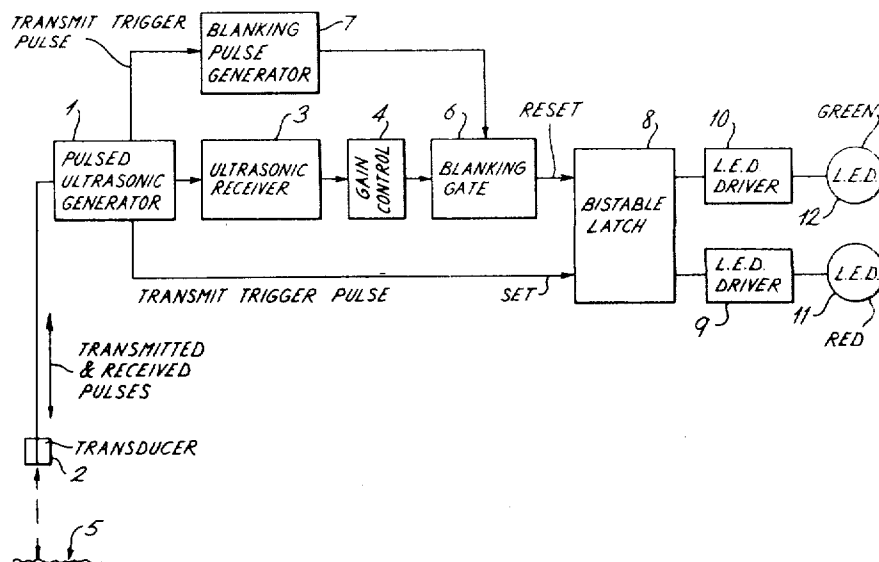 TRANSMIT TRIGGER
PULSE
BLANKING
PULSE
GENERATOR
7
1
PULSED
ULTRASONIC
GENERATOR
3
ULTRASONIC
RECEIVER
4
GAIN
CONTROL
6
BLANKING
GATE
RESET
8
BISTABLE
LATCH
10
L.E.D
DRIVER
GREEN
L.E.D.
12
TRANSMIT TRIGGER PULSE
SET
L.E.D.
DRIVER
9
L.E.D.
11
RED
TRANSMITTED
& RECEIVED
PULSES
TRANSDUCER
2
5